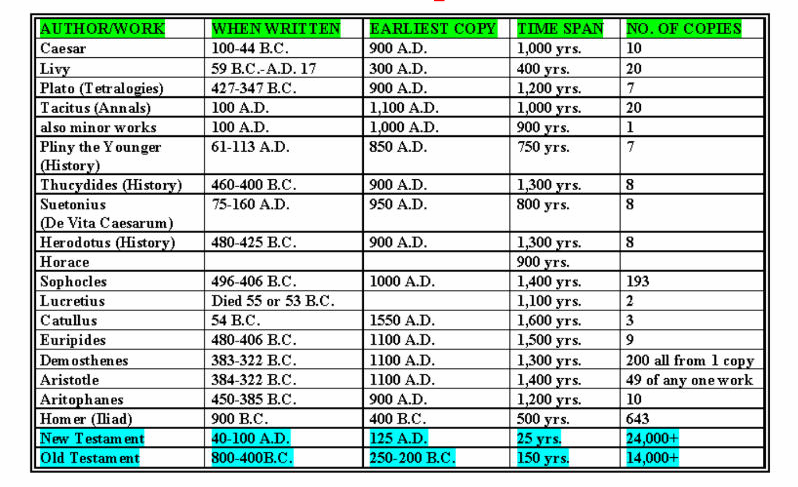 AUTHOR/WORK WHEN WRITTEN EARLIEST COPY TIME SPAN NO. OF COPIES
Caesar 100-44 B.C. 900 A.D. 1,000 yrs. 10
Livy 59 B.C.-A.D. 17 300 A.D. 400 yrs. 20
Plato (Tetralogies) 427-347 B.C. 900 A.D. 1,200 yrs. 7
Tacitus (Annals) 100 A.D. 1,100 A.D. 1,000 yrs. 20
also minor works 100 A.D. 1,000 A.D. 900 yrs. 1
Pliny the Younger 61-113 A.D. 850 A.D. 750 yrs. 7
(History)
Thucydides (History) 460-400 B.C. 900 A.D. 1,300 yrs. 8
Suetonius 75-160 A.D. 950 A.D. 800 yrs. 8
(De Vita Caesarum)
Herodotus (History) 480-425 B.C. 900 A.D. 1,300 yrs. 8
Horace 900 yrs.
Sophocles 496-406 B.C. 1000 A.D. 1,400 yrs. 193
Lucretius Died 55 or 53 B.C. 1,100 yrs. 2
Catullus 54 B.C. 1550 A.D. 1,600 yrs. 3
Euripides 480-406 B.C. 1100 A.D. 1,500 yrs. 9
Demosthenes 383-322 B.C. 1100 A.D. 1,300 yrs. 200 all from 1 copy
Aristotle 384-322 B.C. 1100 A.D. 1,400 yrs. 49 of any one work
Aritophanes 450-385 B.C. 900 A.D. 1,200 yrs. 10
Homer (Iliad) 900 B.C. 400 B.C. 500 yrs. 643
New Testament 40-100 A.D. 125 A.D. 25 yrs. 24,000+
Old Testament 800-400B.C. 250-200 B.C. 150 yrs. 14,000+